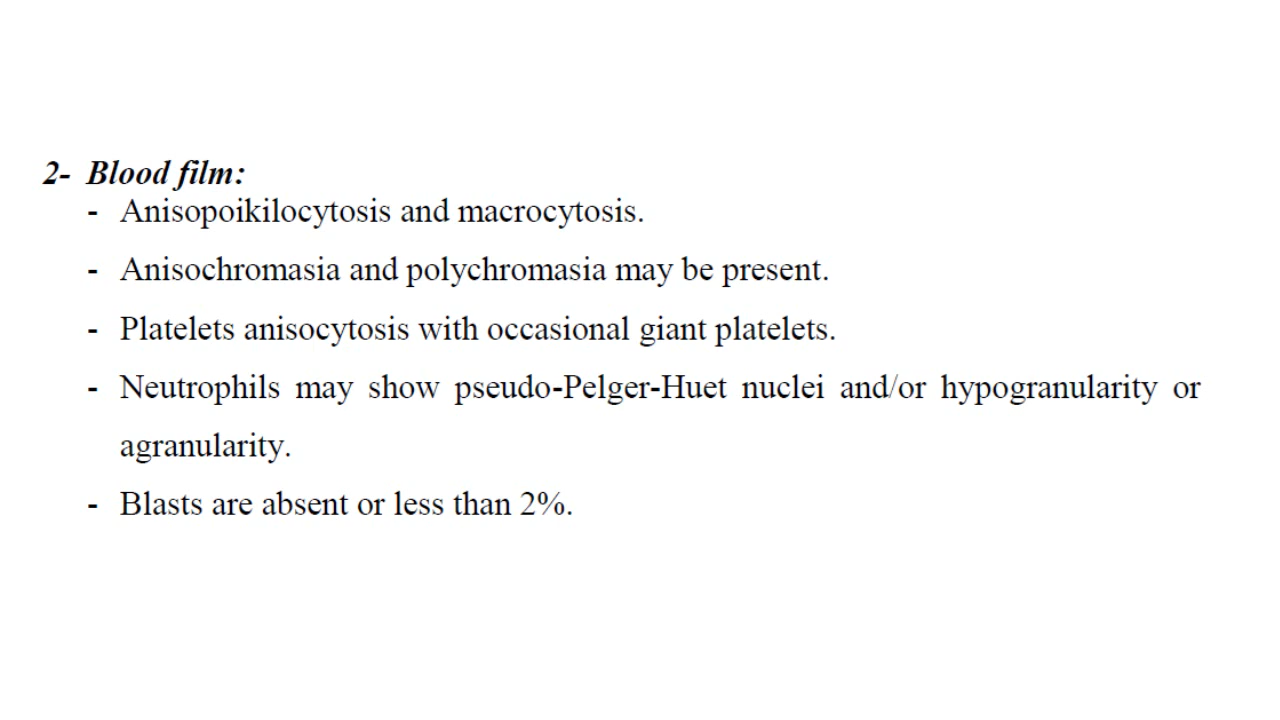 2- Blood film:
- Anisopoikilocytosis and macrocytosis.
- Anisochromasia and polychromasia may be present.
- Platelets anisocytosis with occasional giant platelets.
- Neutrophils may show pseudo-Pelger-Huet nuclei and/or hypogranularity or
agranularity.
- Blasts are absent or less than 2%.